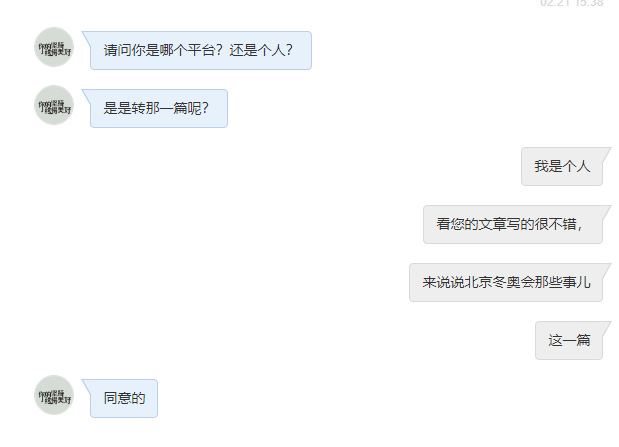 02.21 15:38
请问你是哪个平台？还是个人？
是是转那一篇呢？
我是个人
看您的文章写的很不错，
来说说北京冬奥会那些事儿
这一篇
同意的